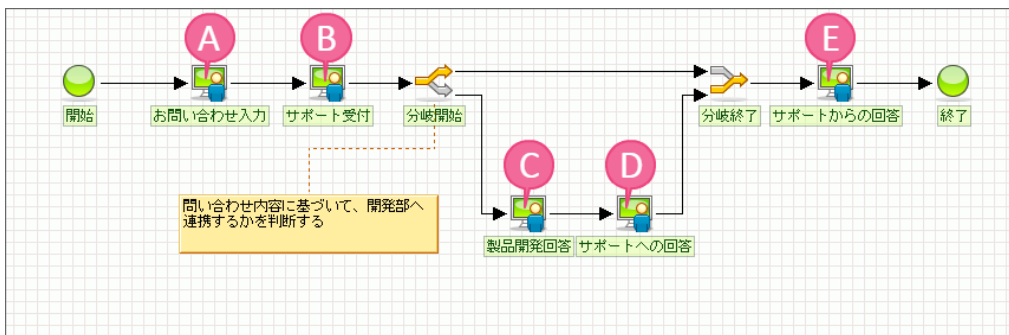 A
B
E
開始
お問い合わせ入力
サポート受付
分岐開始
分岐終了
サポートからの回答
終了
C
D
問い合わせ内容に基づいて、開発部へ
連携するかを判断する
製品開発回答
サポートへの回答